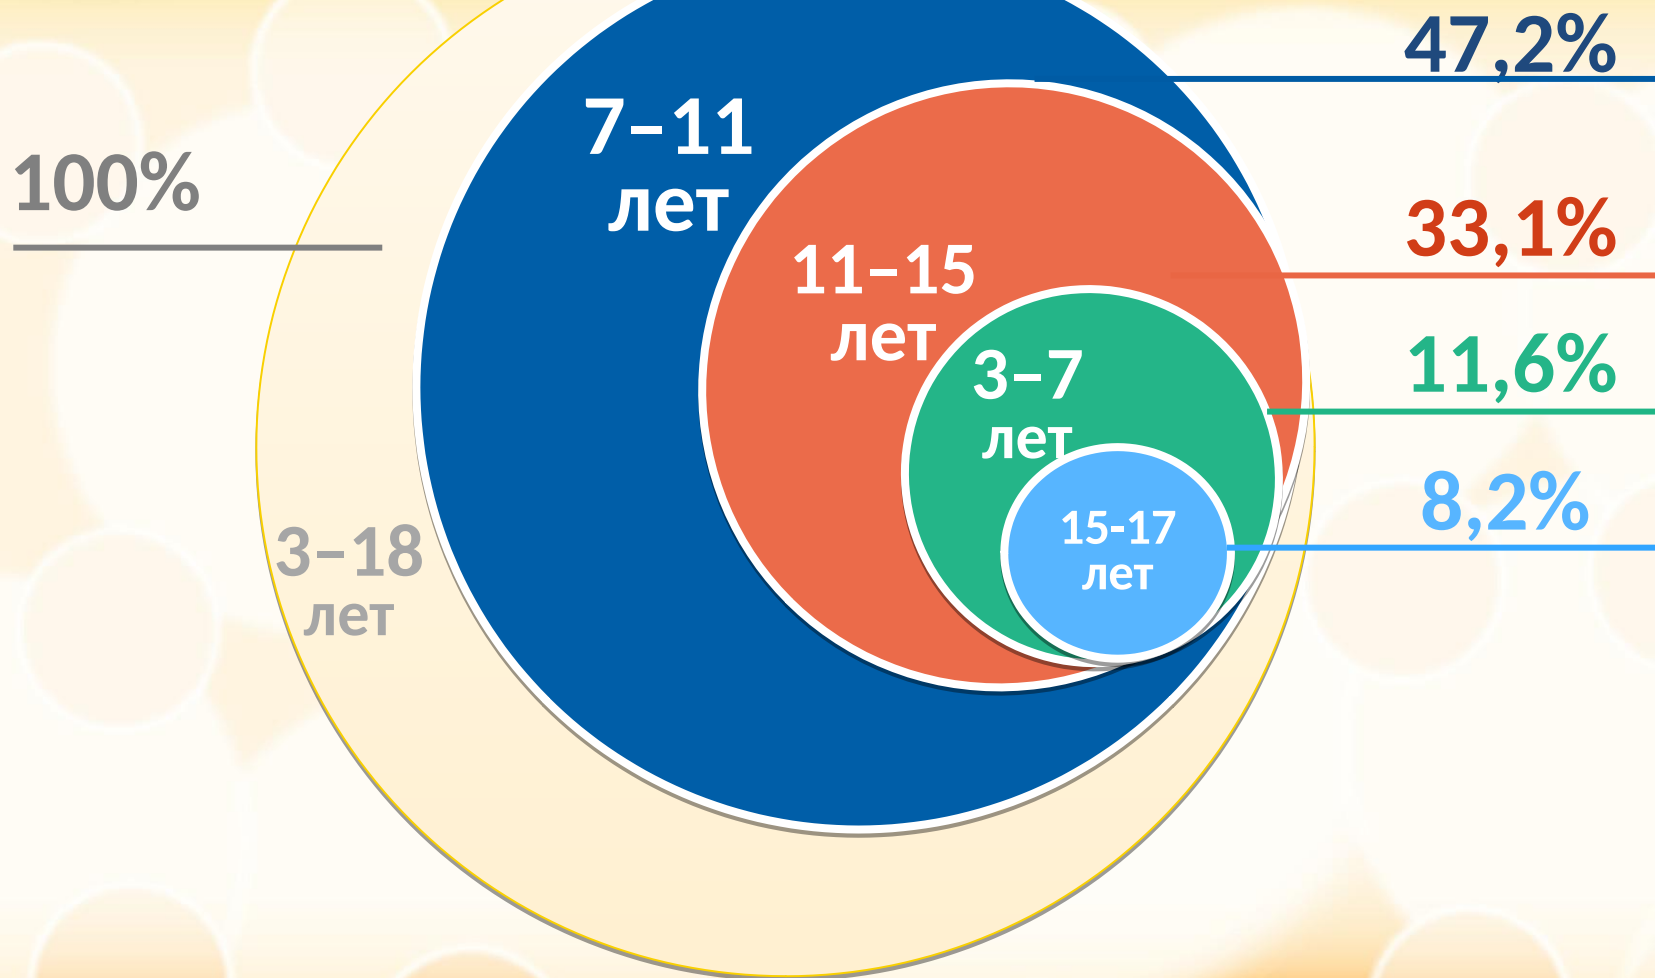 47,2%
7–11
лет
100%
33,1%
11–15
лет
11,6%
3–7
лет
8,2%
15-17
лет
3–18
лет